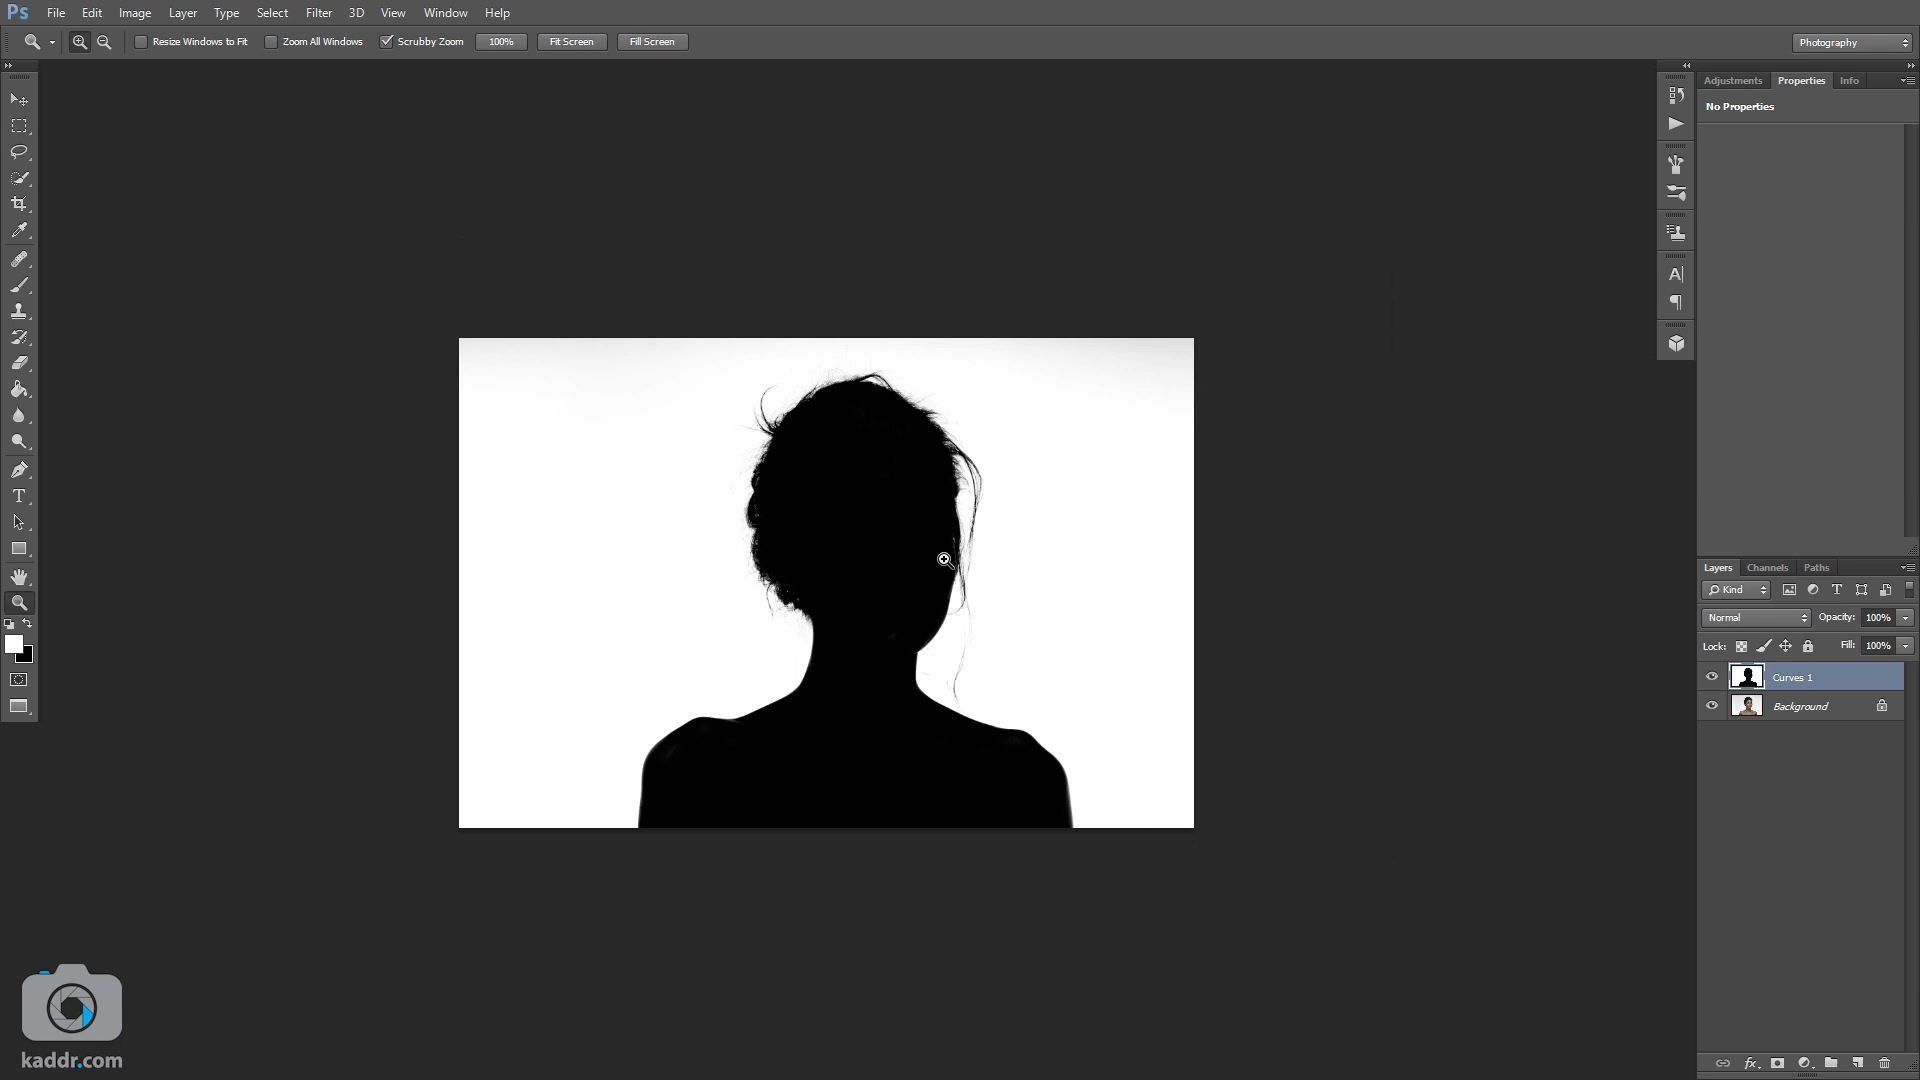 Ps File Edit Image Layer Type Select Filter 3D View Window Help
Resize Windows to Fit Zoom All Windows Scrubby Zoom 100% Fit Screen Fill Screen Photography
Adjustments Properties Info
No Properties
Layers Channels Paths
Kind
Normal Opacity: 100%
Lock: Fill: 100%
Curves 1
Background
kaddr.com